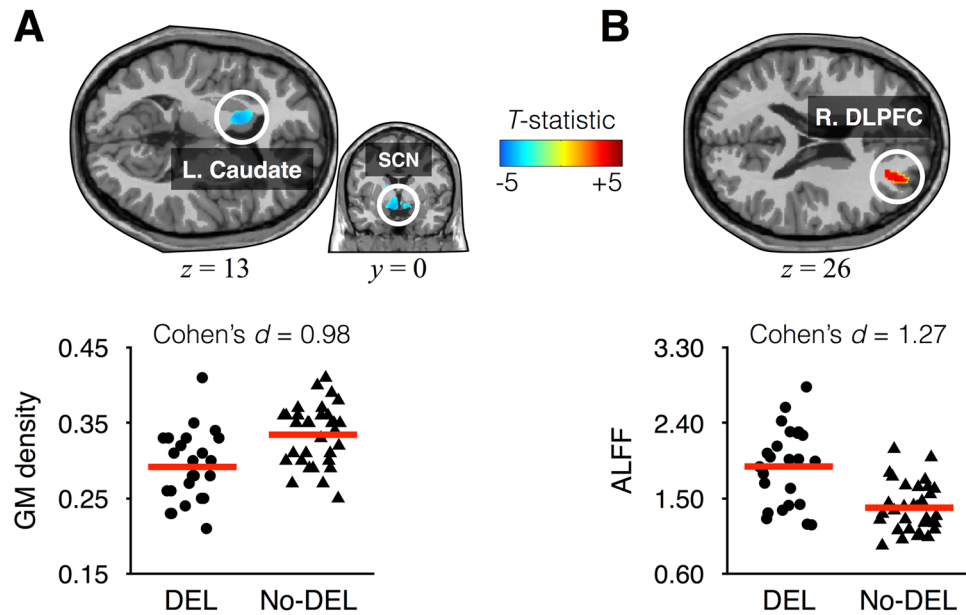 A
L. Caudate
z = 13
SCN
y = 0
T-statistic
-5 +5
B
R. DLPFC
z = 26
Cohen's d = 0.98
GM density
0.45
0.35
0.25
0.15
DEL No-DEL
Cohen's d = 1.27
ALFF
3.30
2.40
1.50
0.60
DEL No-DEL